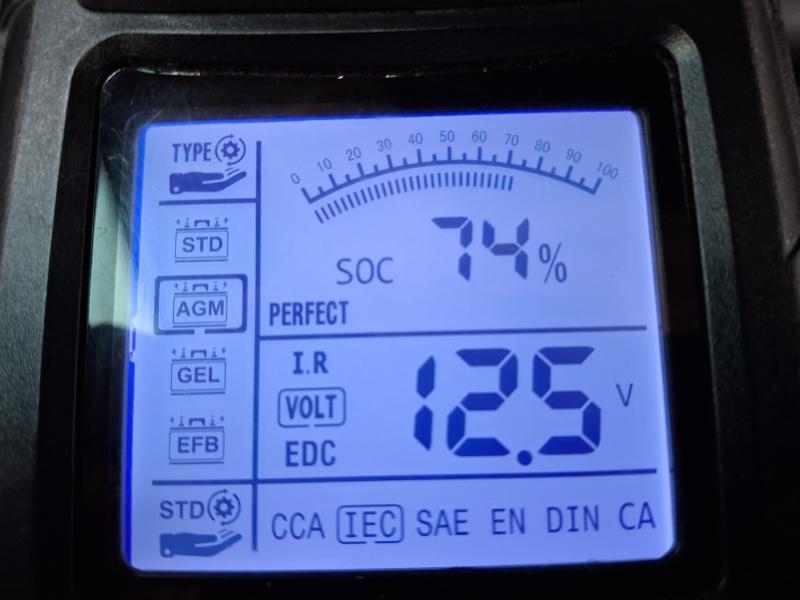 TYPE
0 10 20 30 40 50 60 70 80 90 100
STD
SOC 74%
AGM
PERFECT
I.R
GEL
VOLT 12.5 V
EFB
EDC
STD
CCA IEC SAE EN DIN CA